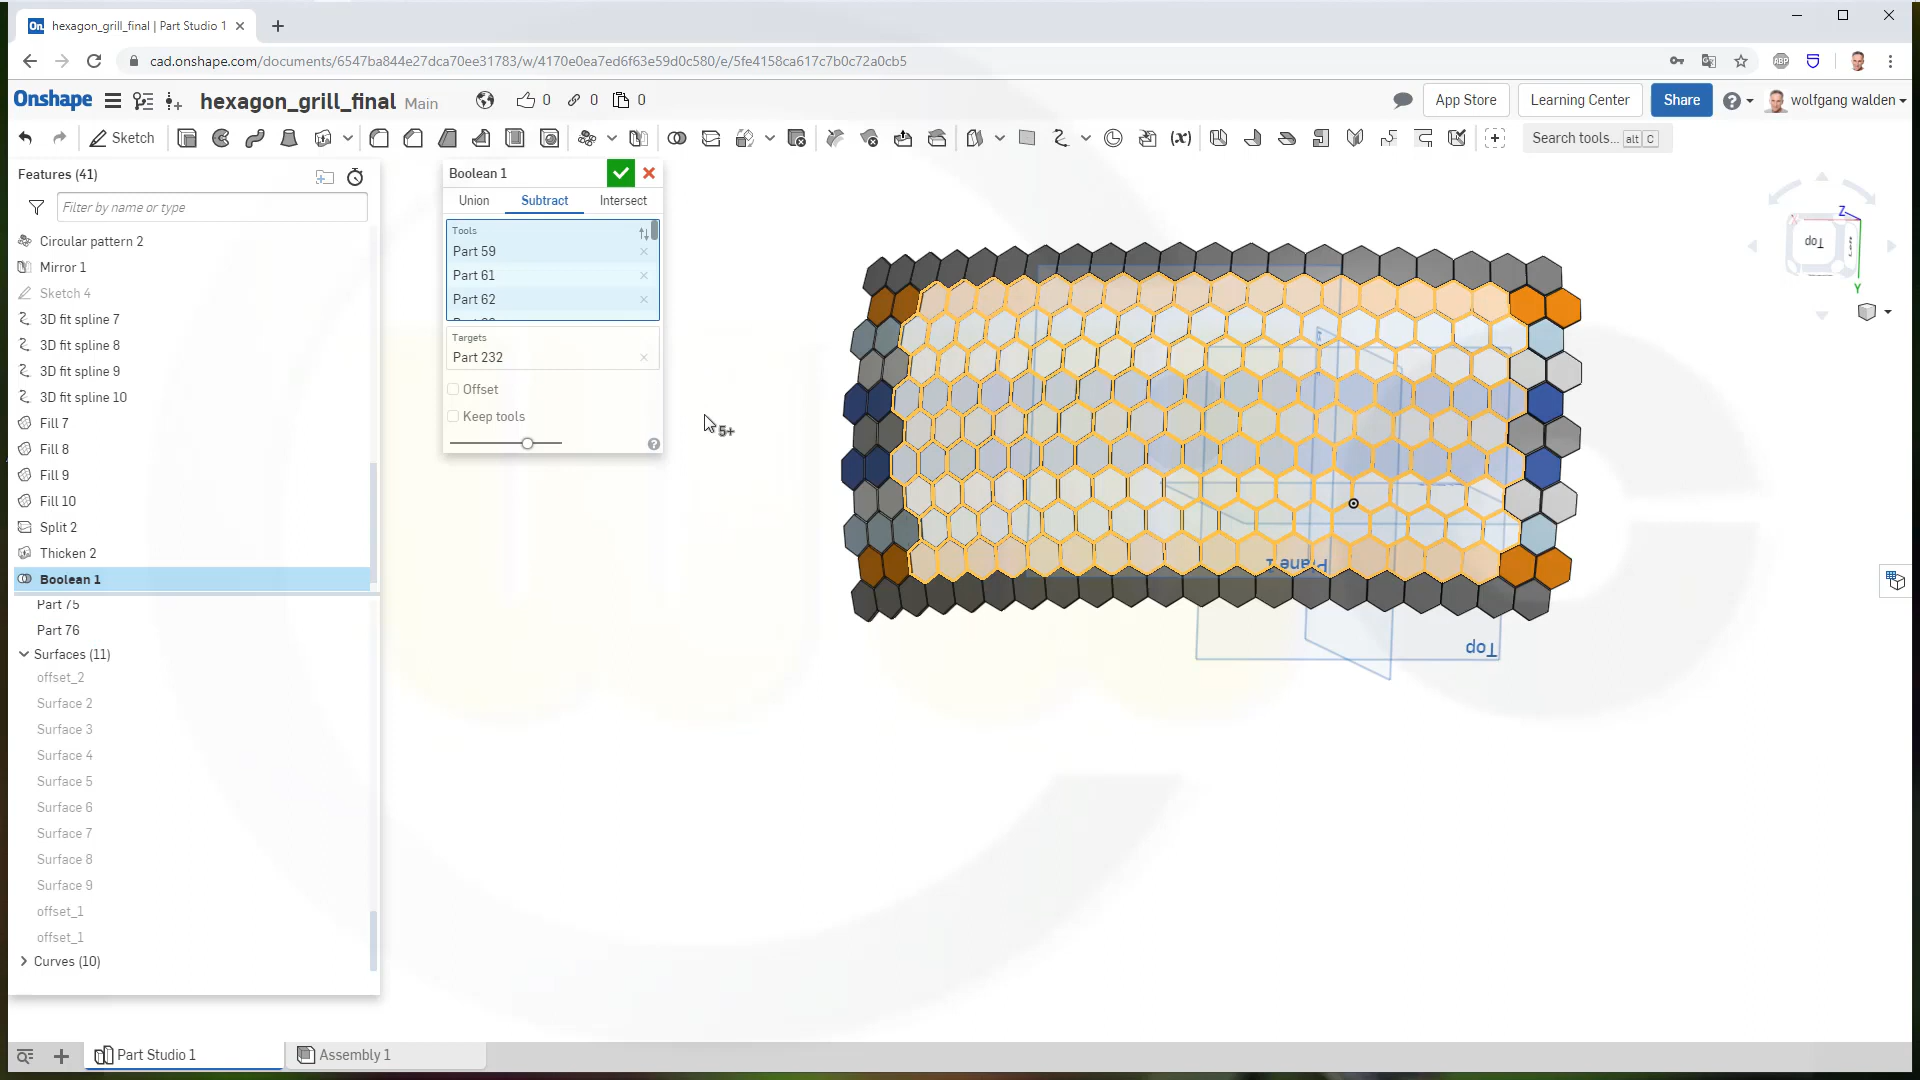 On hexagon_grill_final | Part Studio 1
cad.onshape.com/documents/6547ba844e27dca70ee31783/w/4170e0ea7ed6f63e59d0c580/e/5fe4158ca617c7b0c72a0cb5
ABP
Onshape hexagon_grill_final Main 0 0 0 App Store Learning Center Share ? wolfgang walden
Sketch (x) Search tools... alt C
Features (41)
Filter by name or type
Circular pattern 2
Mirror 1
Sketch 4
3D fit spline 7
3D fit spline 8
3D fit spline 9
3D fit spline 10
Fill 7
Fill 8
Fill 9
Fill 10
Split 2
Thicken 2
Boolean 1
Part 75
Part 76
Surfaces (11)
offset_2
Surface 2
Surface 3
Surface 4
Surface 5
Surface 6
Surface 7
Surface 8
Surface 9
offset_1
offset_1
Curves (10)
Boolean 1
Union Subtract Intersect
Tools
Part 59
Part 61
Part 62
Targets
Part 232
Offset
Keep tools
?
5+
Plane 1
Top
Z
Top
Y
Part Studio 1 Assembly 1